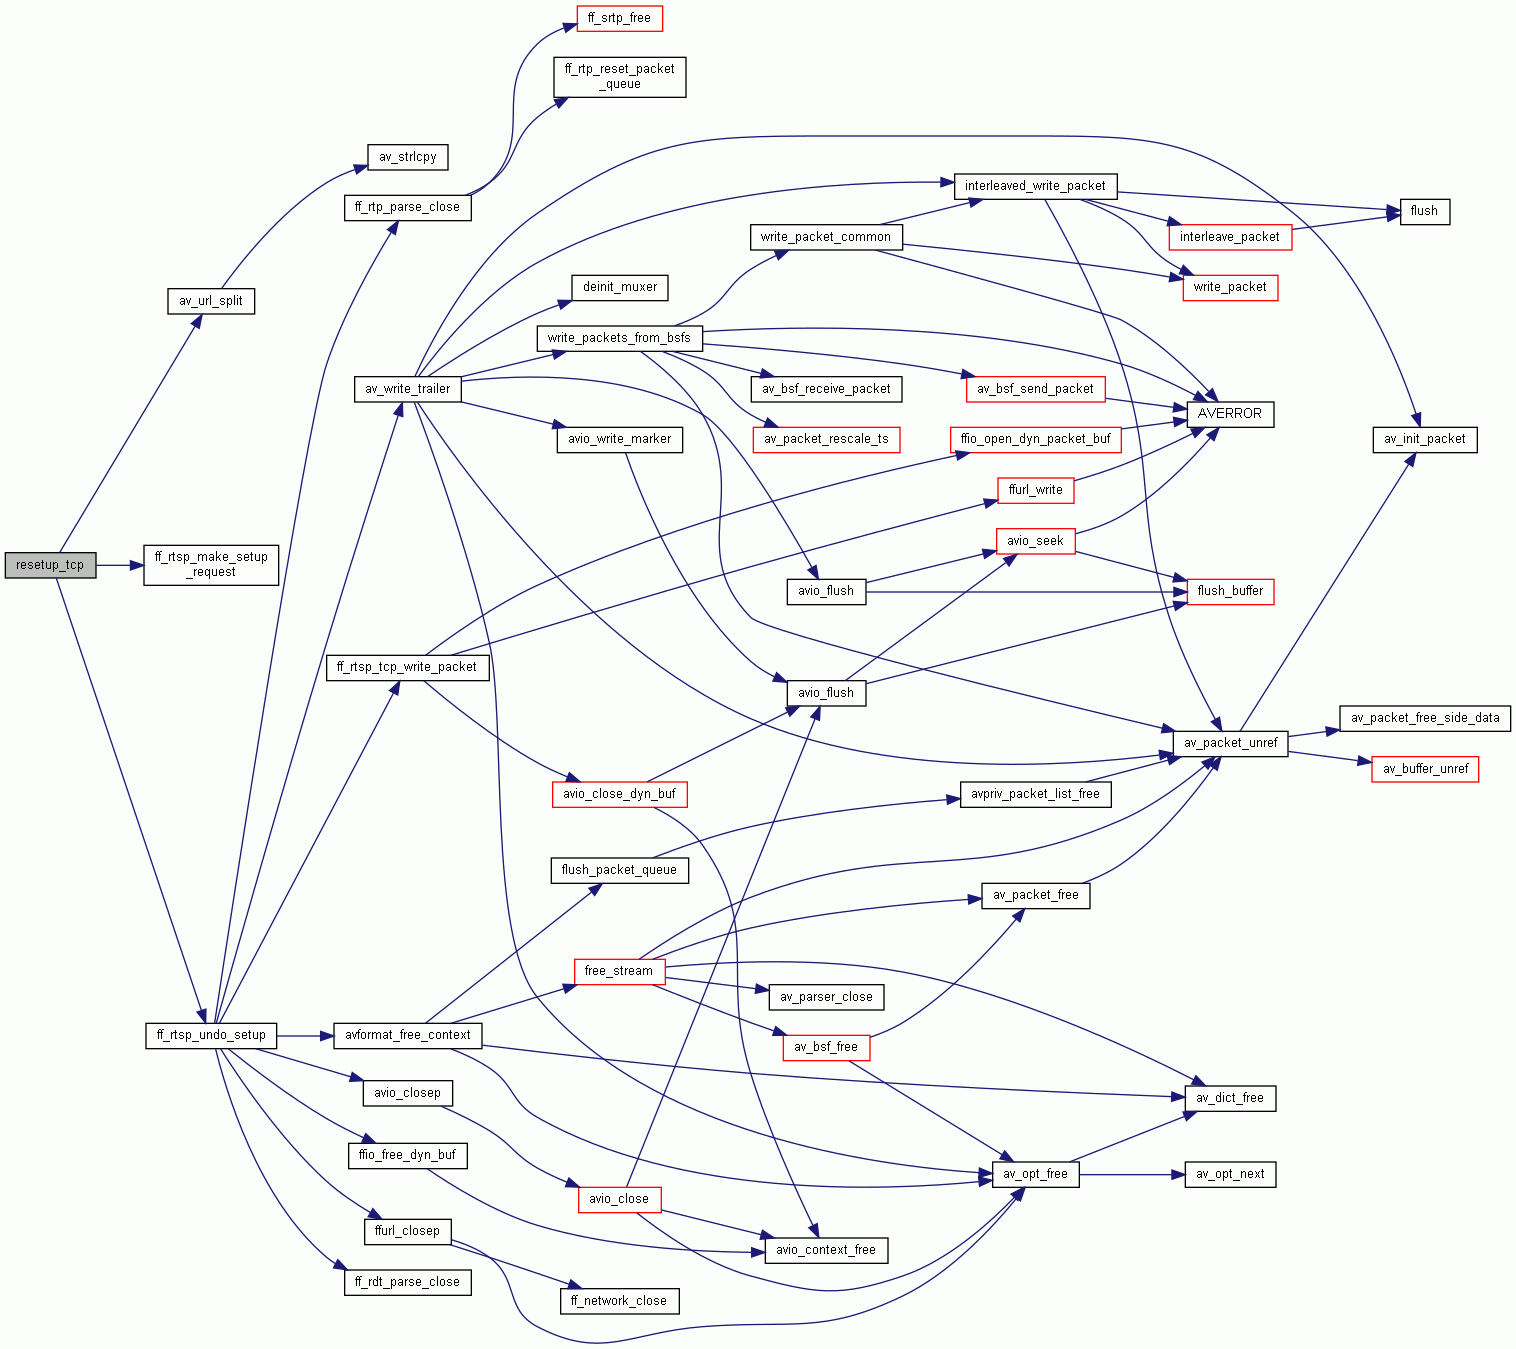 ff_srtp_free
ff_rtp_reset_packet
_queue
av_strlcpy
interleaved_write_packet
ff_rtp_parse_close
flush
write_packet_common
interleave_packet
deinit_muxer
write_packet
av_url_split
write_packets_from_bsfs
av_write_trailer
av_bsf_receive_packet
av_bsf_send_packet
AVERROR
avio_write_marker
av_packet_rescale_ts
ffio_open_dyn_packet_buf
av_init_packet
ffurl_write
avio_seek
resetup_tcp
ff_rtsp_make_setup
_request
avio_flush
flush_buffer
ff_rtsp_tcp_write_packet
avio_flush
av_packet_free_side_data
av_packet_unref
av_buffer_unref
avio_close_dyn_buf
avpriv_packet_list_free
flush_packet_queue
av_packet_free
free_stream
av_parser_close
ff_rtsp_undo_setup
avformat_free_context
av_bsf_free
avio_closep
av_dict_free
ffio_free_dyn_buf
av_opt_free
av_opt_next
avio_close
ffurl_closep
avio_context_free
ff_rdt_parse_close
ff_network_close